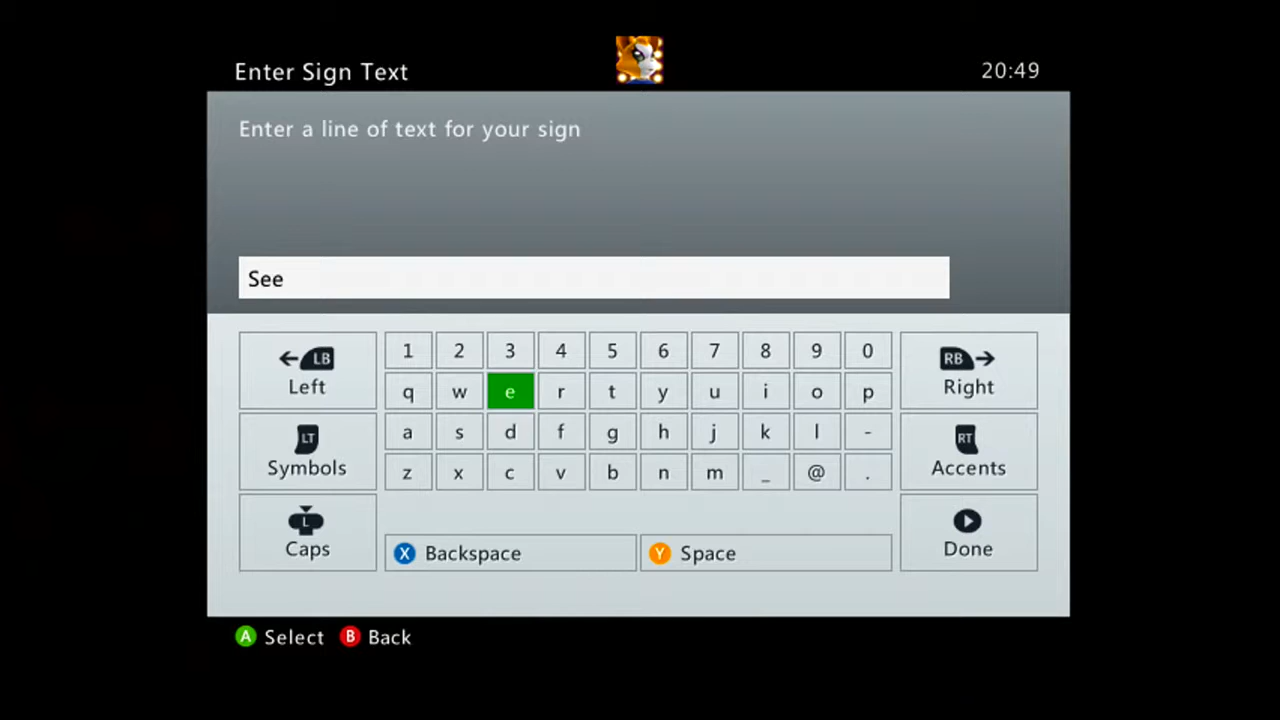 Enter Sign Text
20:49
Enter a line of text for your sign
See
LB
Left
1 2 3 4 5 6 7 8 9 0
RB
Right
q w e r t y u i o p
LT
Symbols
a s d f g h j k l -
RT
Accents
z x c v b n m _ @ .
L
Caps
X Backspace
Y Space
Done
A Select B Back